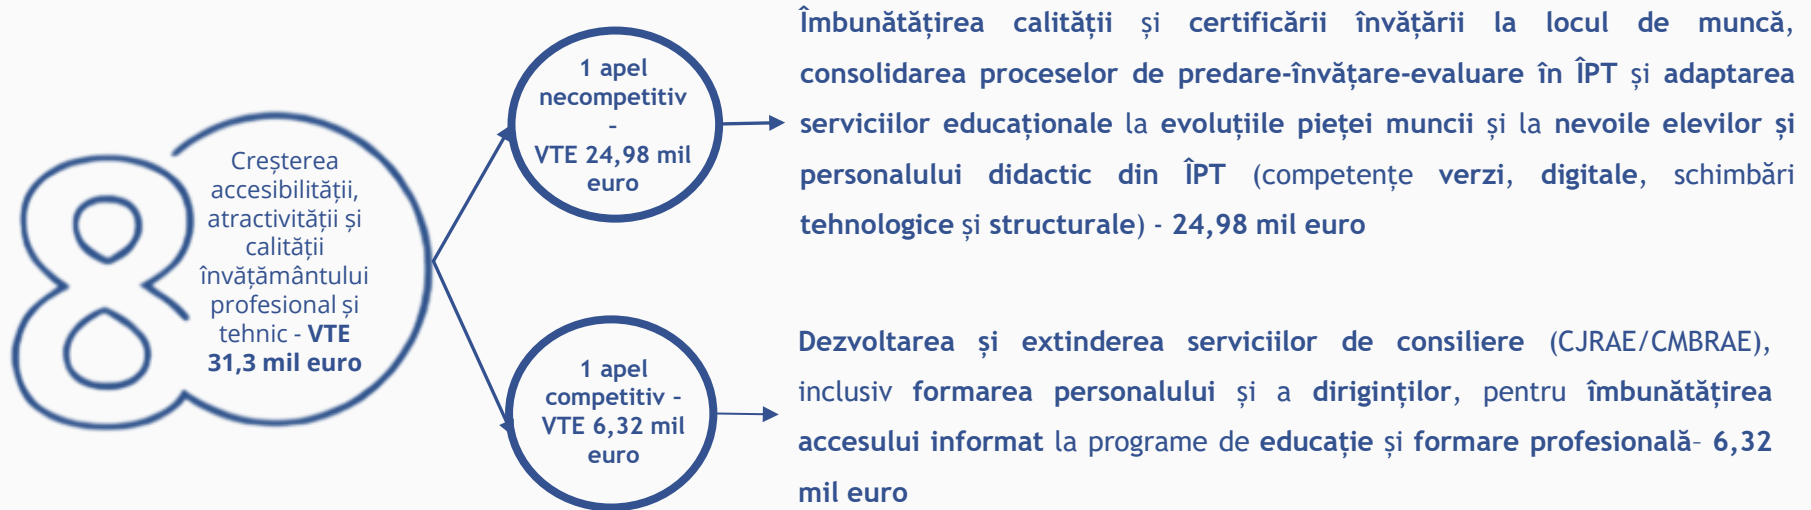 8
Creșterea
accesibilității,
atractivității și
calității
învățământului
profesional și
tehnic - VTE
31,3 mil euro
1 apel
necompetitiv
–
VTE 24,98 mil
euro
Îmbunătățirea calității și certificării învățării la locul de muncă,
consolidarea proceselor de predare-învățare-evaluare în ÎPT și adaptarea
serviciilor educaționale la evoluțiile pieței muncii și la nevoile elevilor și
personalului didactic din ÎPT (competențe verzi, digitale, schimbări
tehnologice și structurale) - 24,98 mil euro
1 apel
competitiv –
VTE 6,32 mil
euro
Dezvoltarea și extinderea serviciilor de consiliere (CJRAE/CMBRAE),
inclusiv formarea personalului și a diriginților, pentru îmbunătățirea
accesului informat la programe de educație și formare profesională– 6,32
mil euro